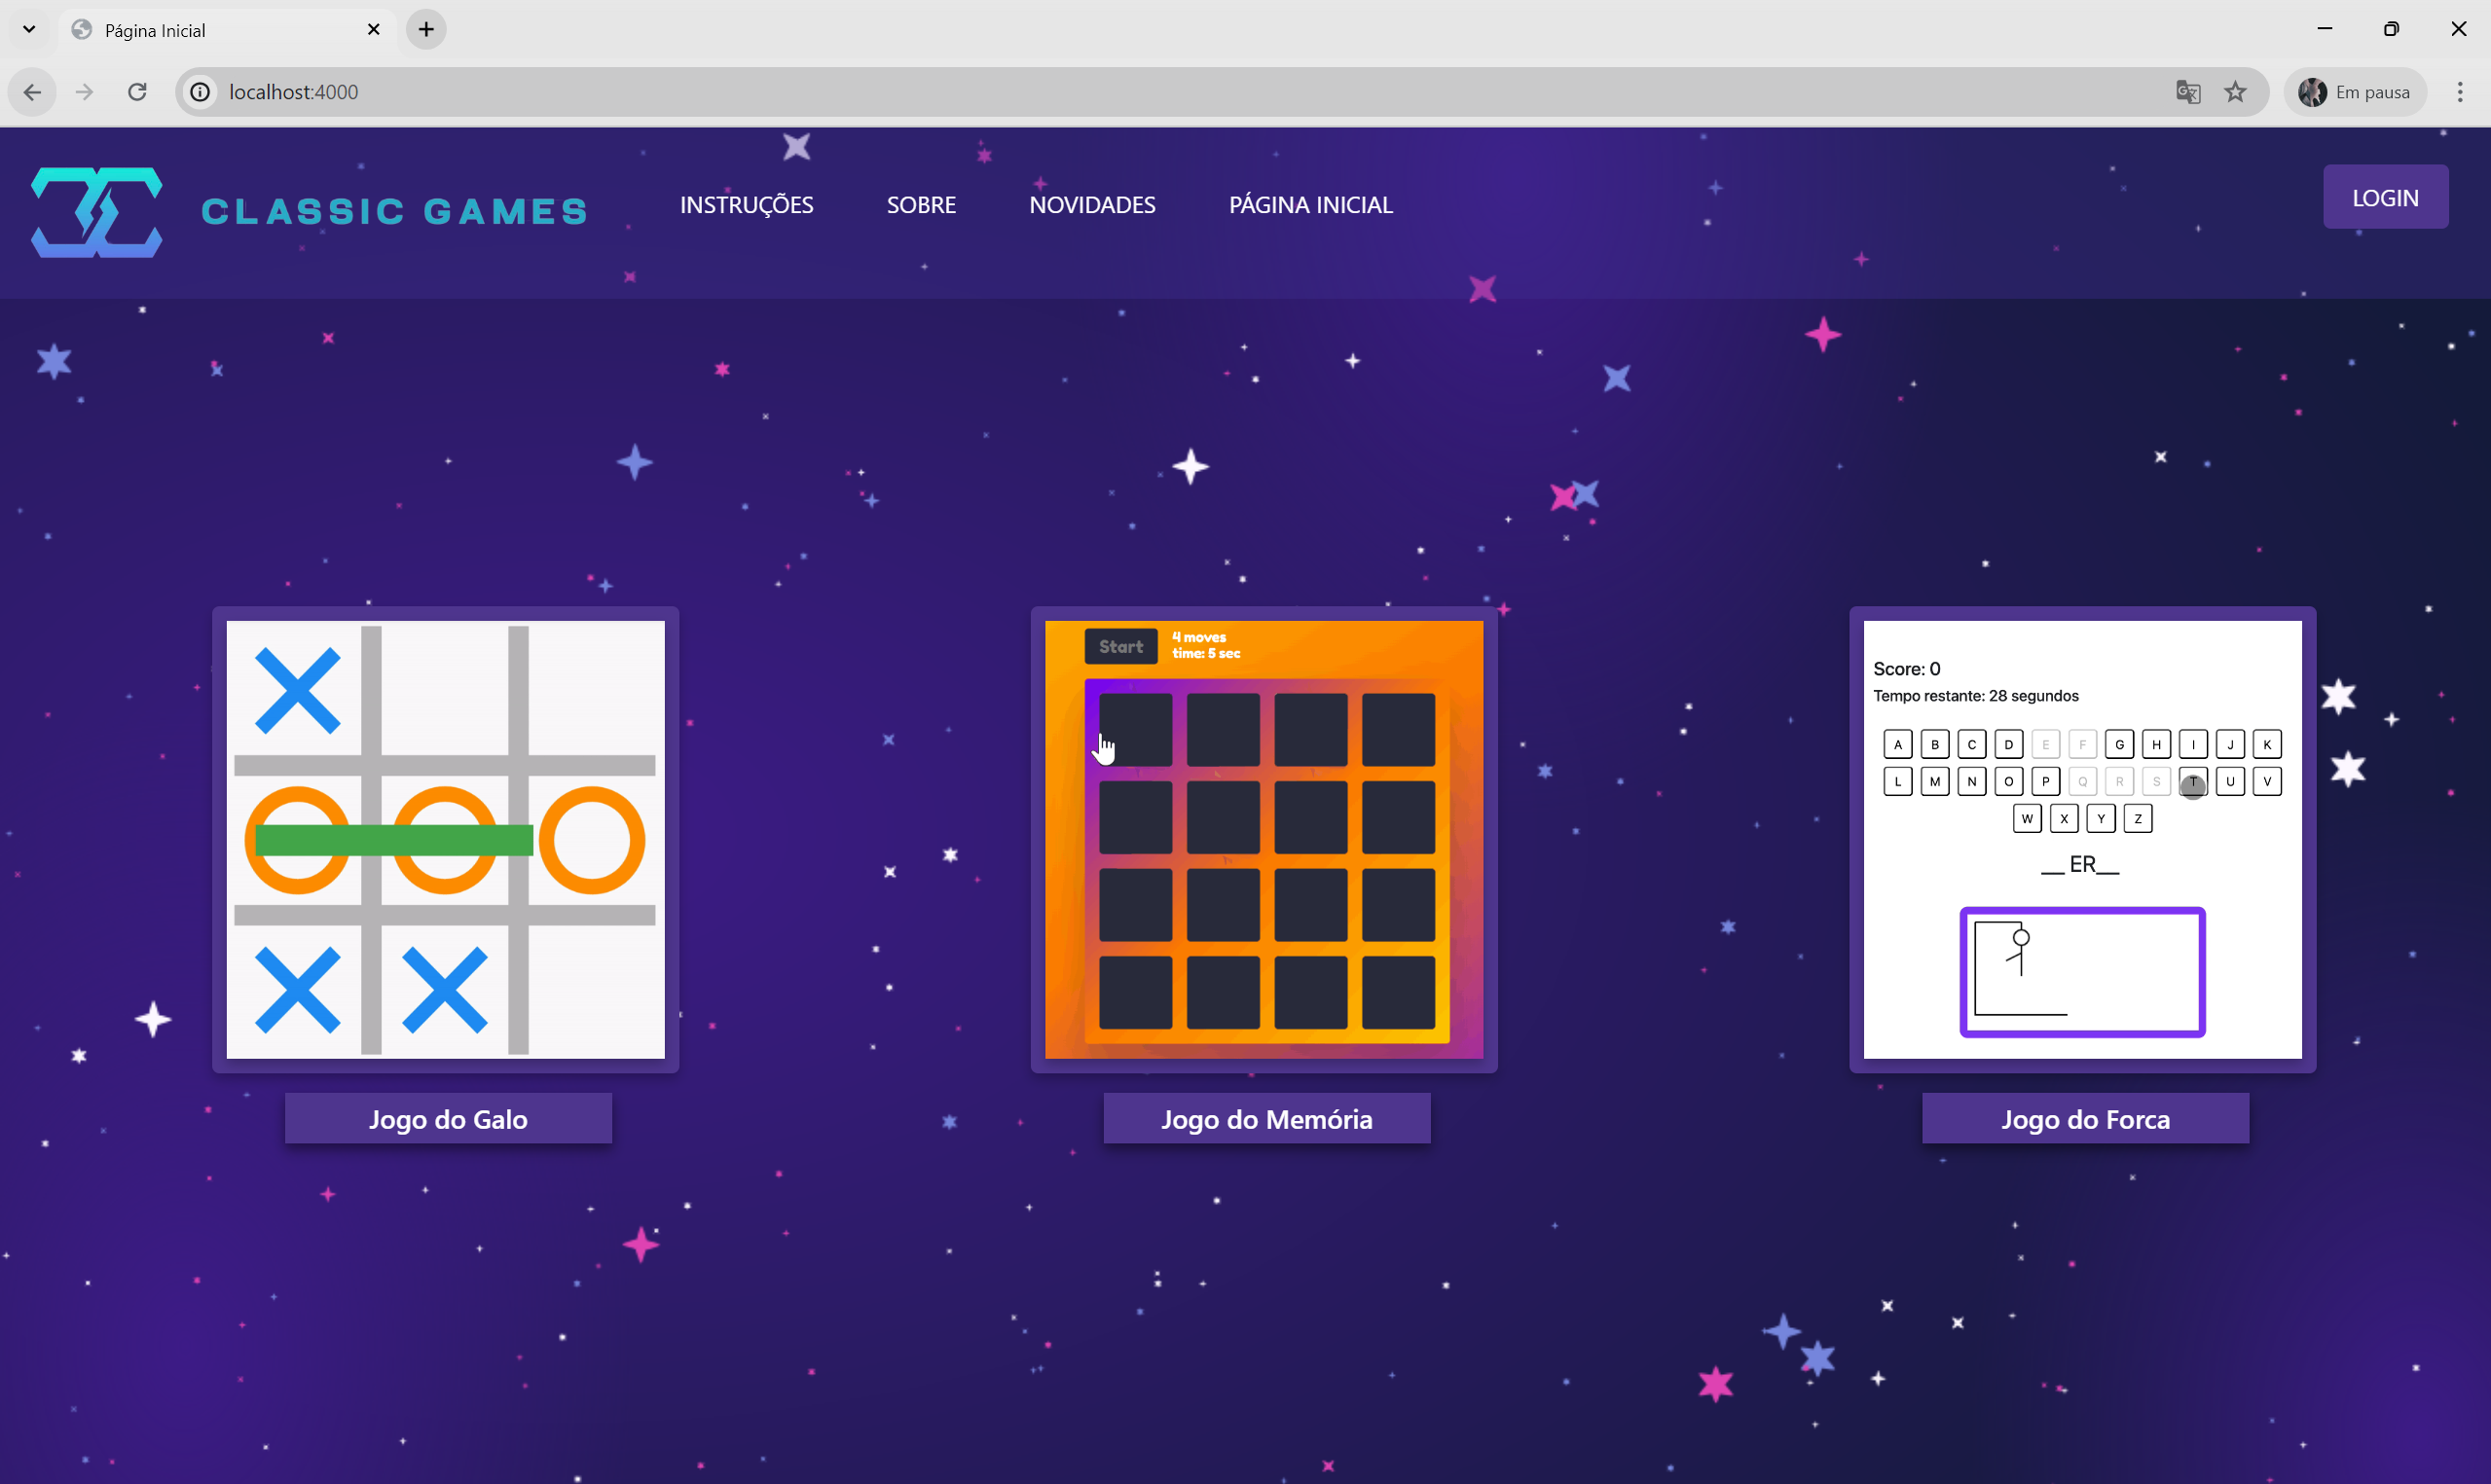 Página Inicial
localhost:4000
Em pausa
CLASSIC GAMES
INSTRUÇÕES
SOBRE
NOVIDADES
PÁGINA INICIAL
LOGIN
Start
4 moves
time: 5 sec
Score: 0
Tempo restante: 28 segundos
A B C D E F G H I J K
L M N O P Q R S T U V
W X Y Z
__ ER__
Jogo do Galo
Jogo do Memória
Jogo do Forca